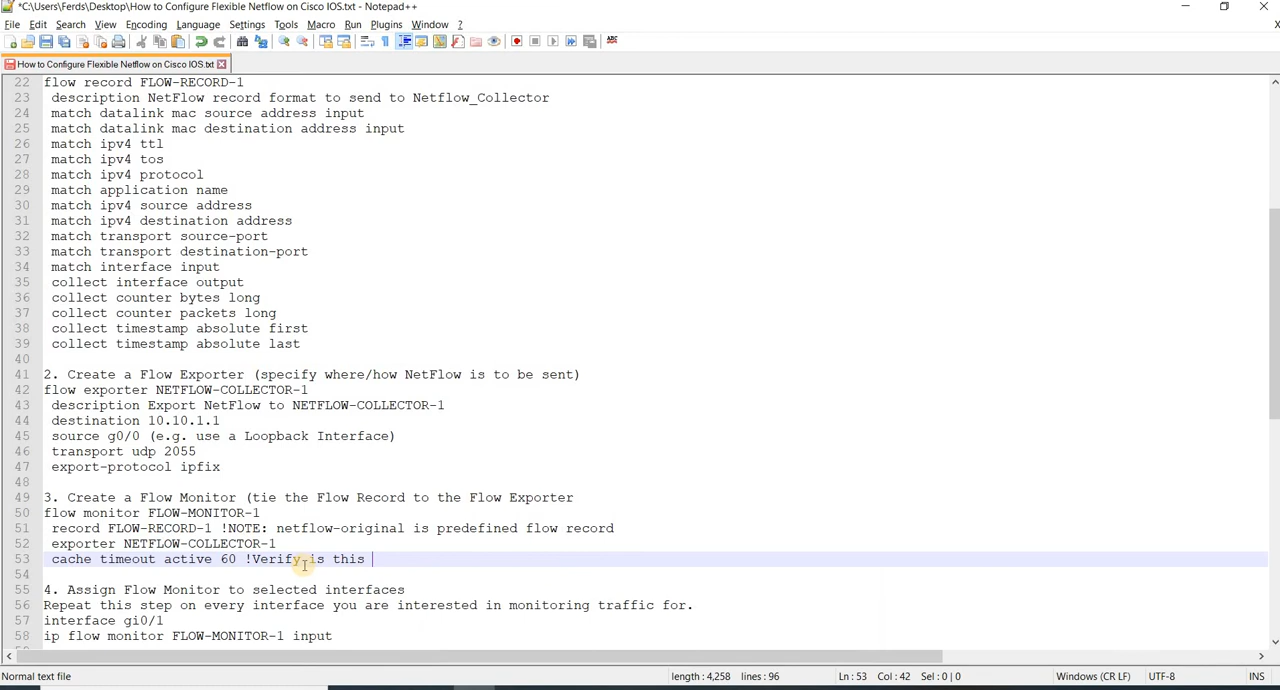 *C:\Users\Ferds\Desktop\How to Configure Flexible Netflow on Cisco IOS.txt - Notepad++
File Edit Search View Encoding Language Settings Tools Macro Run Plugins Window ? X
How to Configure Flexible Netflow on Cisco IOS.txt
22 flow record FLOW-RECORD-1
23 description NetFlow record format to send to Netflow_Collector
24 match datalink mac source address input
25 match datalink mac destination address input
26 match ipv4 ttl
27 match ipv4 tos
28 match ipv4 protocol
29 match application name
30 match ipv4 source address
31 match ipv4 destination address
32 match transport source-port
33 match transport destination-port
34 match interface input
35 collect interface output
36 collect counter bytes long
37 collect counter packets long
38 collect timestamp absolute first
39 collect timestamp absolute last
40
41 2. Create a Flow Exporter (specify where/how NetFlow is to be sent)
42 flow exporter NETFLOW-COLLECTOR-1
43 description Export NetFlow to NETFLOW-COLLECTOR-1
44 destination 10.10.1.1
45 source g0/0 (e.g. use a Loopback Interface)
46 transport udp 2055
47 export-protocol ipfix
48
49 3. Create a Flow Monitor (tie the Flow Record to the Flow Exporter
50 flow monitor FLOW-MONITOR-1
51 record FLOW-RECORD-1 !NOTE: netflow-original is predefined flow record
52 exporter NETFLOW-COLLECTOR-1
53 cache timeout active 60 !Verify is this
54
55 4. Assign Flow Monitor to selected interfaces
56 Repeat this step on every interface you are interested in monitoring traffic for.
57 interface gi0/1
58 ip flow monitor FLOW-MONITOR-1 input
Normal text file length : 4,258 lines : 96 Ln : 53 Col : 42 Sel : 0 | 0 Windows (CR LF) UTF-8 INS